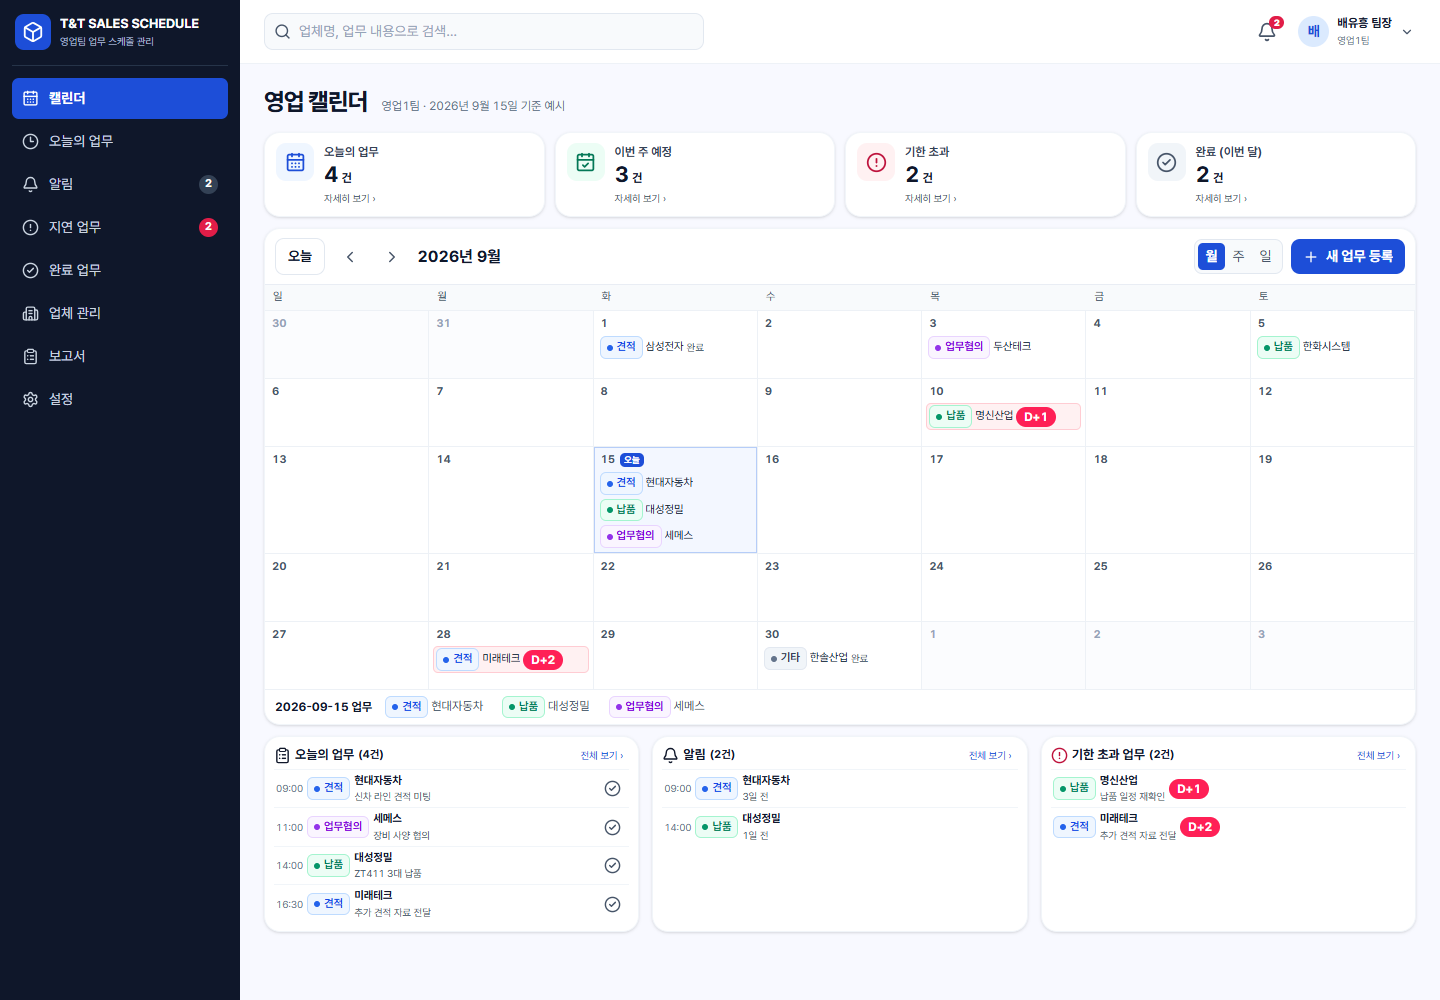 T&T SALES SCHEDULE
영업팀 업무 스케줄 관리
캘린더
오늘의 업무
알림 2
지연 업무 2
완료 업무
업체 관리
보고서
설정
업체명, 업무 내용으로 검색...
2
배 배유흥 팀장
영업1팀
영업 캘린더 영업1팀 · 2026년 9월 15일 기준 예시
오늘의 업무
4 건
자세히 보기 ›
이번 주 예정
3 건
자세히 보기 ›
기한 초과
2 건
자세히 보기 ›
완료 (이번 달)
2 건
자세히 보기 ›
오늘 ‹ › 2026년 9월 월 주 일 + 새 업무 등록
일 월 화 수 목 금 토
30 31 1 2 3 4 5
견적 삼성전자 완료 업무협의 두산테크 납품 한화시스템
6 7 8 9 10 11 12
납품 명신산업 D+1
13 14 15 오늘 16 17 18 19
견적 현대자동차
납품 대성정밀
업무협의 세메스
20 21 22 23 24 25 26
27 28 29 30 1 2 3
견적 미래테크 D+2 기타 한솔산업 완료
2026-09-15 업무 견적 현대자동차 납품 대성정밀 업무협의 세메스
오늘의 업무 (4건) 전체 보기 ›
09:00 견적 현대자동차
신차 라인 견적 미팅
11:00 업무협의 세메스
장비 사양 협의
14:00 납품 대성정밀
ZT411 3대 납품
16:30 견적 미래테크
추가 견적 자료 전달
알림 (2건) 전체 보기 ›
09:00 견적 현대자동차
3일 전
14:00 납품 대성정밀
1일 전
기한 초과 업무 (2건) 전체 보기 ›
납품 명신산업 D+1
납품 일정 재확인
견적 미래테크 D+2
추가 견적 자료 전달